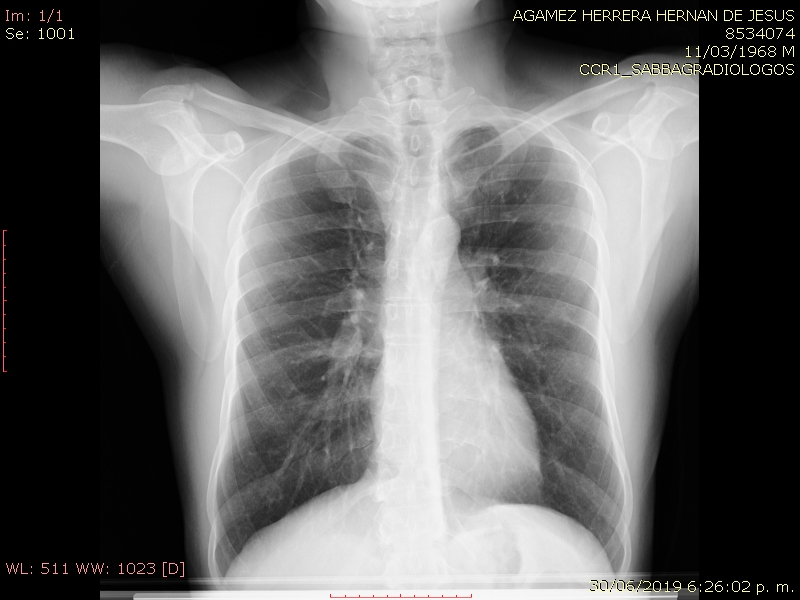 Im: 1/1
Se: 1001
AGAMEZ HERRERA HERNAN DE JESUS
8534074
11/03/1968 M
CCR1_SABBAGRADIOLOGOS
WL: 511 WW: 1023 [D]
30/06/2019 6:26:02 p. m.